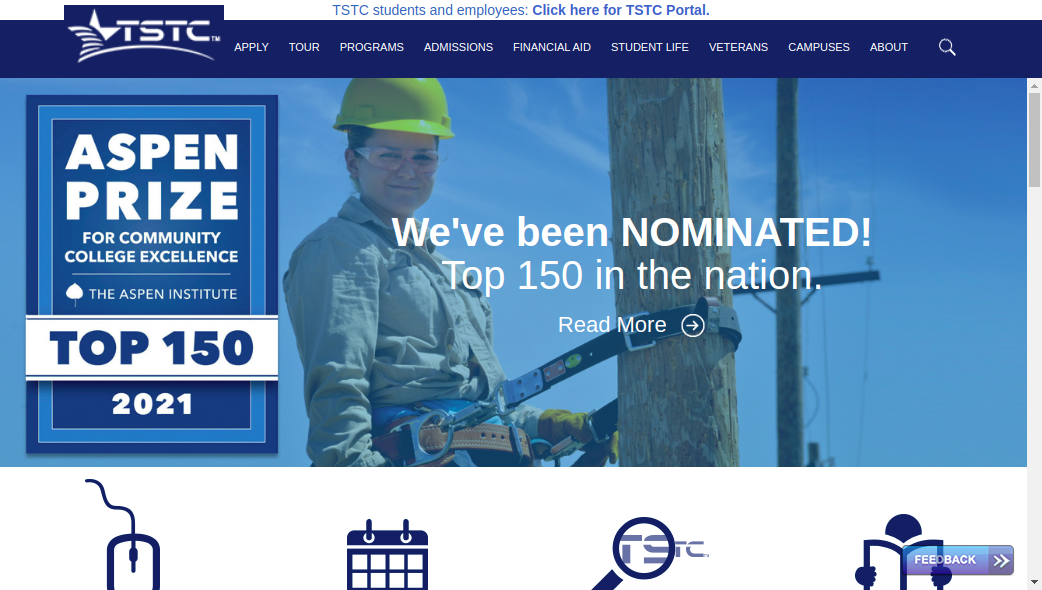 TSTC students and employees: Click here for TSTC Portal.
TSTC TM
APPLY TOUR PROGRAMS ADMISSIONS FINANCIAL AID STUDENT LIFE VETERANS CAMPUSES ABOUT
ASPEN
PRIZE
FOR COMMUNITY
COLLEGE EXCELLENCE
THE ASPEN INSTITUTE
TOP 150
2021
We've been NOMINATED!
Top 150 in the nation.
Read More
TSTC
FEEDBACK